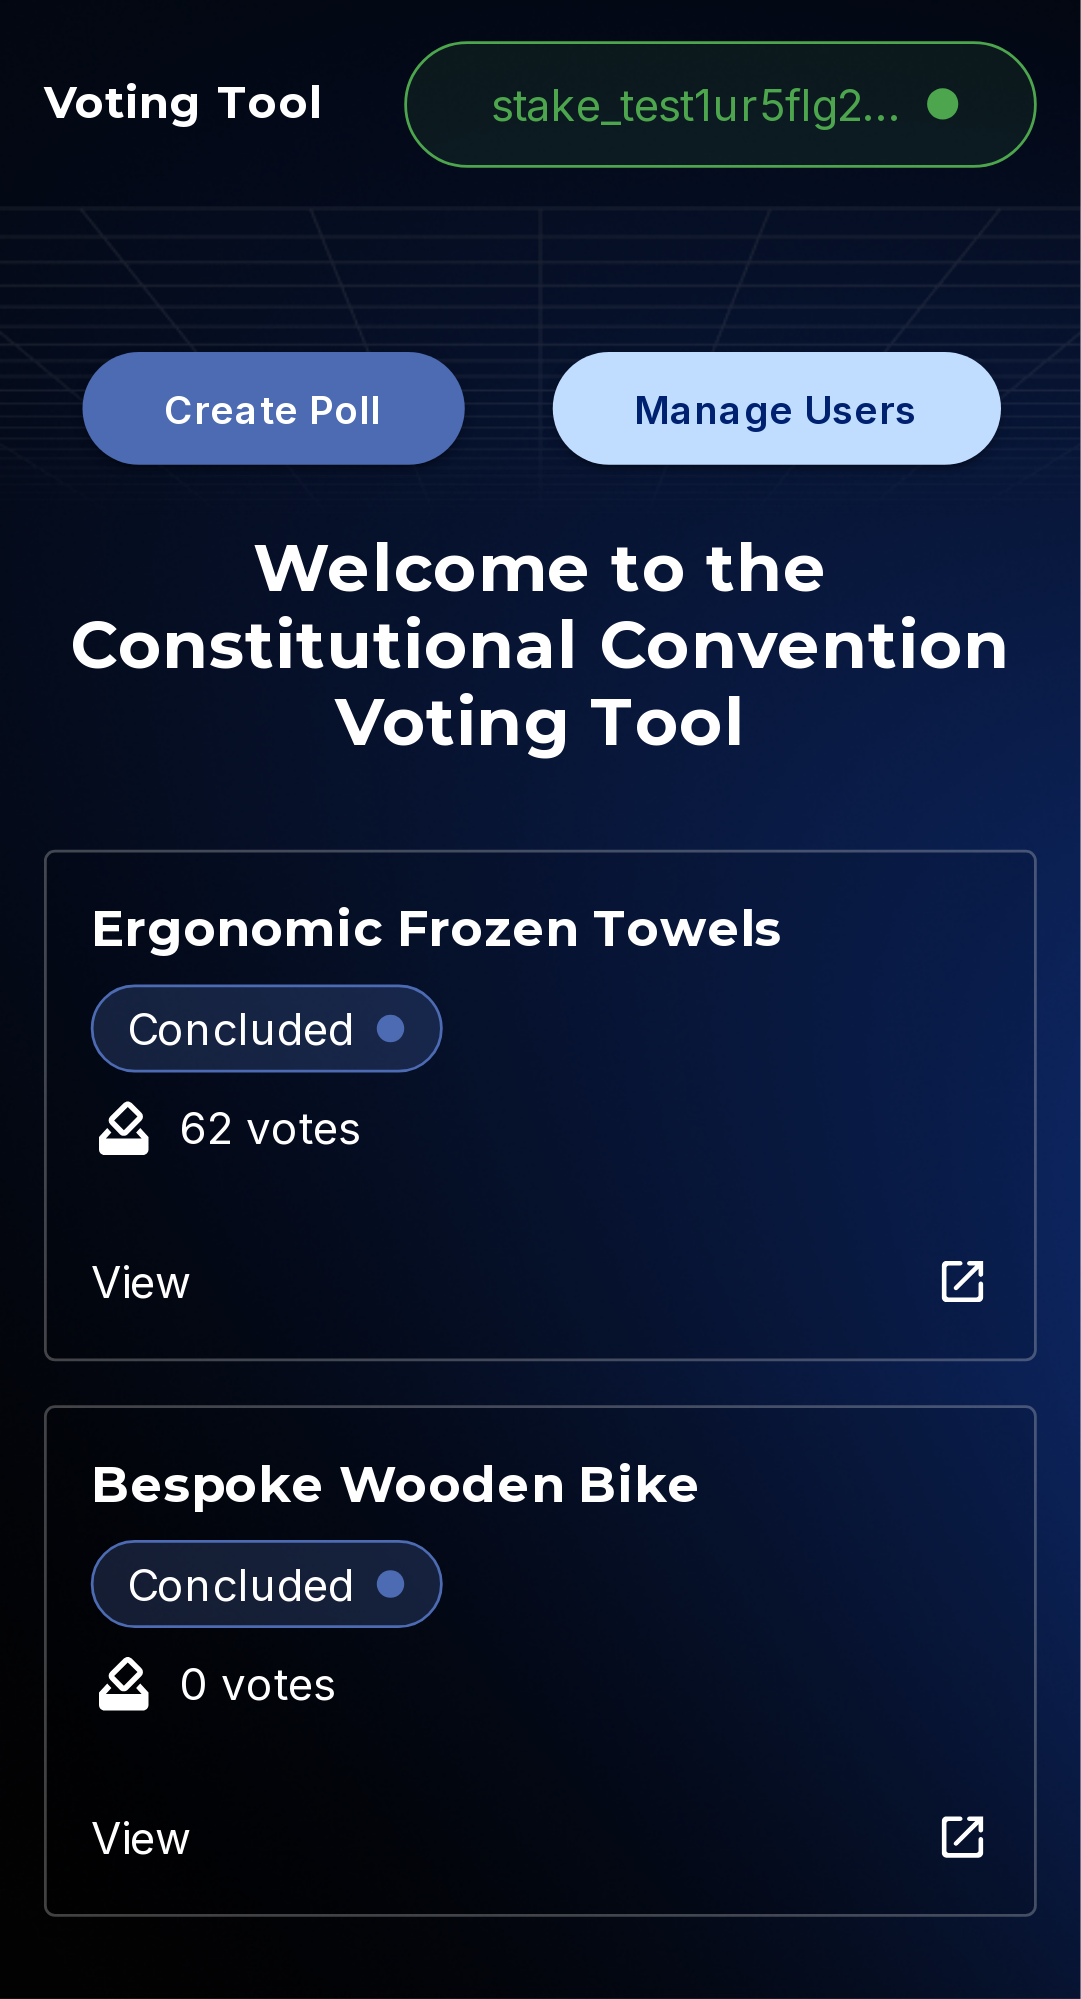 Voting Tool
stake_test1ur5flg2...
Create Poll
Manage Users
Welcome to the
Constitutional Convention
Voting Tool
Ergonomic Frozen Towels
Concluded
62 votes
View
Bespoke Wooden Bike
Concluded
0 votes
View